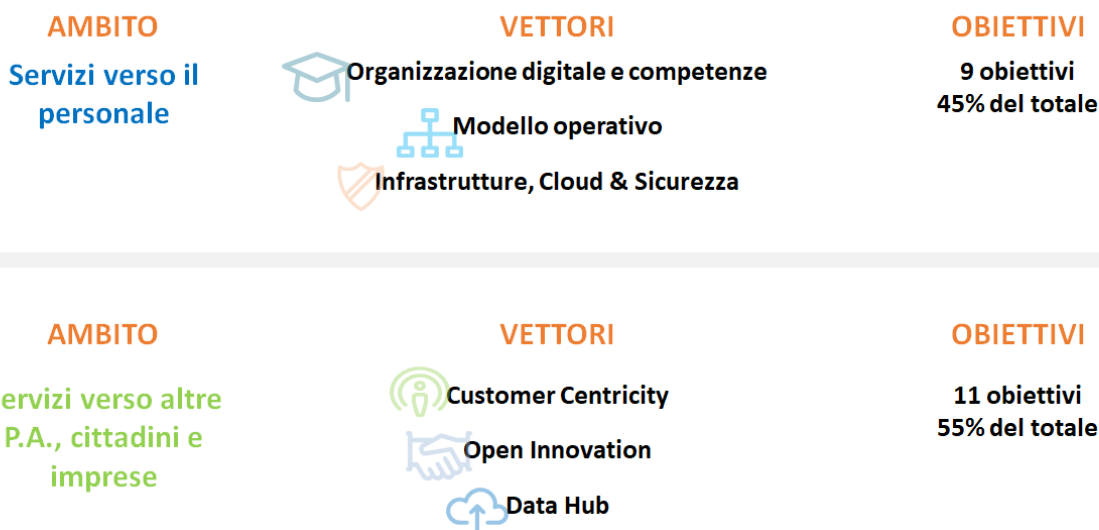 AMBITO
VETTORI
OBIETTIVI
Servizi verso il
personale
Organizzazione digitale e competenze
Modello operativo
Infrastrutture, Cloud & Sicurezza
9 obiettivi
45% del totale
AMBITO
VETTORI
OBIETTIVI
ervizi verso altre
P.A., cittadini e
imprese
Customer Centricity
Open Innovation
Data Hub
11 obiettivi
55% del totale